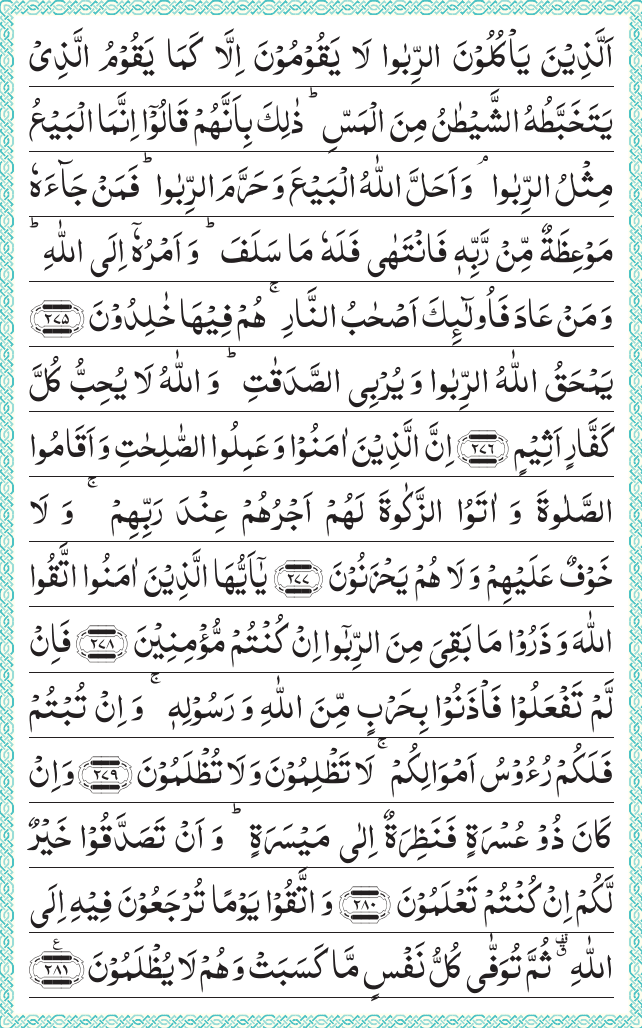 اَلَّذِيۡنَ يَاۡكُلُوۡنَ الرِّبٰوا لَا يَقُوۡمُوۡنَ اِلَّا كَمَا يَقُوۡمُ الَّذِىۡ
يَتَخَبَّطُهُ الشَّيۡطٰنُ مِنَ الۡمَسِّ‌ؕ ذٰ لِكَ بِاَنَّهُمۡ قَالُوۡۤا اِنَّمَا الۡبَيۡعُ
مِثۡلُ الرِّبٰوا‌ ۘ وَاَحَلَّ اللّٰهُ الۡبَيۡعَ وَحَرَّمَ الرِّبٰوا‌ ؕ فَمَنۡ جَآءَهٗ
مَوۡعِظَةٌ مِّنۡ رَّبِّهٖ فَانۡتَهٰى فَلَهٗ مَا سَلَفَؕ وَاَمۡرُهٗۤ اِلَى اللّٰهِ‌ؕ
وَمَنۡ عَادَ فَاُولٰٓٮِٕكَ اَصۡحٰبُ النَّارِ‌ۚ هُمۡ فِيۡهَا خٰلِدُوۡنَ ﴿۲۷۵﴾
يَمۡحَقُ اللّٰهُ الرِّبٰوا وَيُرۡبِى الصَّدَقٰتِ‌ؕ وَاللّٰهُ لَا يُحِبُّ كُلَّ
كَفَّارٍ اَثِيۡمٍ ﴿۲۷۶﴾ اِنَّ الَّذِيۡنَ اٰمَنُوۡا وَعَمِلُوا الصّٰلِحٰتِ وَاَقَامُوا
الصَّلٰوةَ وَاٰتَوُا الزَّكٰوةَ لَهُمۡ اَجۡرُهُمۡ عِنۡدَ رَبِّهِمۡۚ وَلَا
خَوۡفٌ عَلَيۡهِمۡ وَلَا هُمۡ يَحۡزَنُوۡنَ ﴿۲۷۷﴾ يٰۤاَيُّهَا الَّذِيۡنَ اٰمَنُوا اتَّقُوا
اللّٰهَ وَذَرُوۡا مَا بَقِىَ مِنَ الرِّبٰٓوا اِنۡ كُنۡتُمۡ مُّؤۡمِنِيۡنَ ﴿۲۷۸﴾ فَاِنۡ
لَّمۡ تَفۡعَلُوۡا فَاۡذَنُوۡا بِحَرۡبٍ مِّنَ اللّٰهِ وَرَسُوۡلِهٖ‌ۚ وَاِنۡ تُبۡتُمۡ
فَلَكُمۡ رُءُوۡسُ اَمۡوَالِكُمۡ‌ۚ لَا تَظۡلِمُوۡنَ وَلَا تُظۡلَمُوۡنَ ﴿۲۷۹﴾ وَاِنۡ
كَانَ ذُوۡ عُسۡرَةٍ فَنَظِرَةٌ اِلٰى مَيۡسَرَةٍ‌ ؕ وَاَنۡ تَصَدَّقُوۡا خَيۡرٌ
لَّـكُمۡ‌ اِنۡ كُنۡتُمۡ تَعۡلَمُوۡنَ ﴿۲۸۰﴾ وَاتَّقُوۡا يَوۡمًا تُرۡجَعُوۡنَ فِيۡهِ اِلَى
اللّٰهِ ۗ ثُمَّ تُوَفّٰى كُلُّ نَفۡسٍ مَّا كَسَبَتۡ وَهُمۡ لَا يُظۡلَمُوۡنَ ﴿۲۸۱﴾ ع